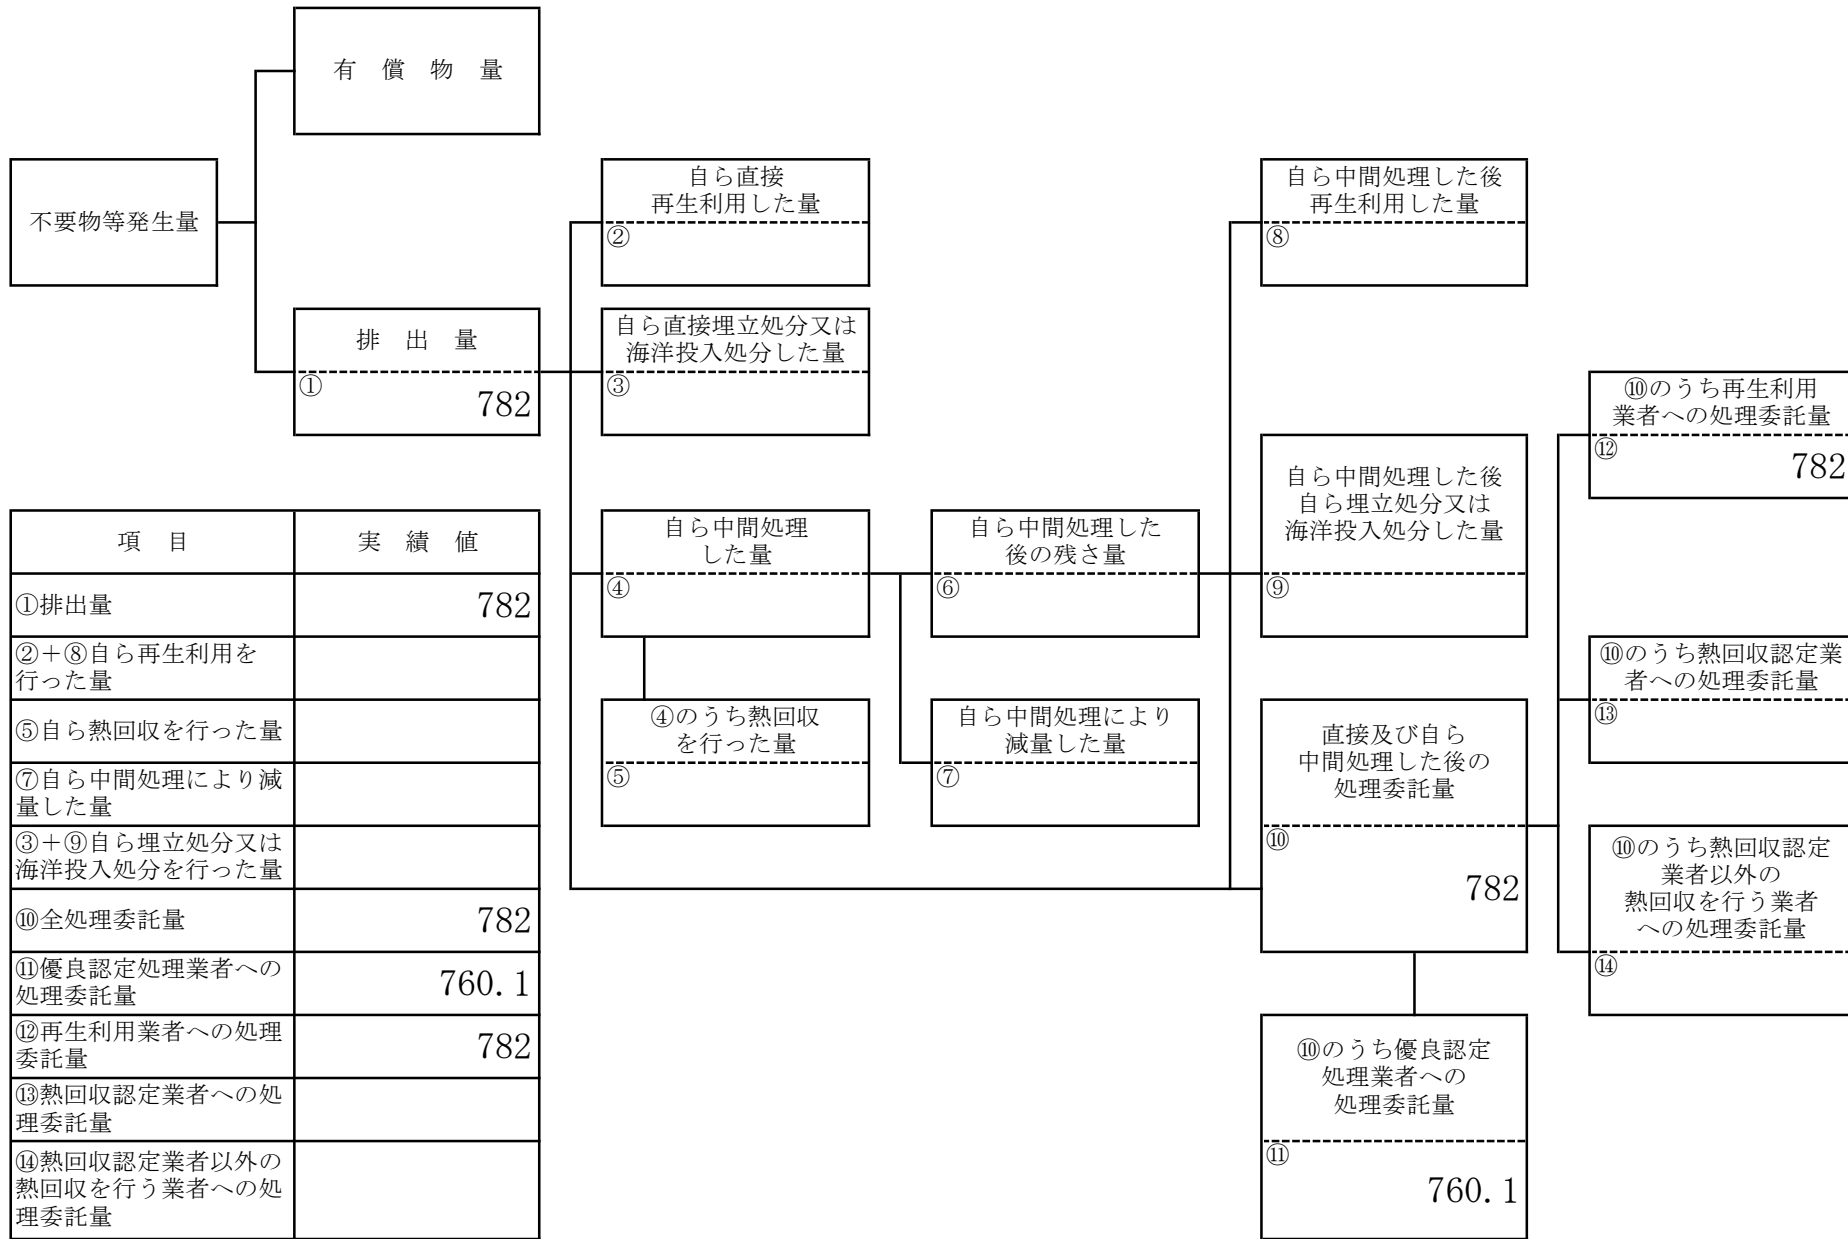 有 償 物 量
不要物等発生量
排 出 量
①
782
自ら直接
再生利用した量
②
自ら直接埋立処分又は
海洋投入処分した量
③
自ら中間処理
した量
④
④のうち熱回収
を行った量
⑤
自ら中間処理した
後の残さ量
⑥
自ら中間処理により
減量した量
⑦
自ら中間処理した後
再生利用した量
⑧
自ら中間処理した後
自ら埋立処分又は
海洋投入処分した量
⑨
直接及び自ら
中間処理した後の
処理委託量
⑩
782
⑩のうち優良認定
処理業者への
処理委託量
⑪
760.1
⑩のうち再生利用
業者への処理委託量
⑫
782
⑩のうち熱回収認定業
者への処理委託量
⑬
⑩のうち熱回収認定
業者以外の
熱回収を行う業者
への処理委託量
⑭
項 目 実 績 値
①排出量 782
②+⑧自ら再生利用を
行った量
⑤自ら熱回収を行った量
⑦自ら中間処理により減
量した量
③+⑨自ら埋立処分又は
海洋投入処分を行った量
⑩全処理委託量 782
⑪優良認定処理業者への
処理委託量
760.1
⑫再生利用業者への処理
委託量
782
⑬熱回収認定業者への処
理委託量
⑭熱回収認定業者以外の
熱回収を行う業者への処
理委託量